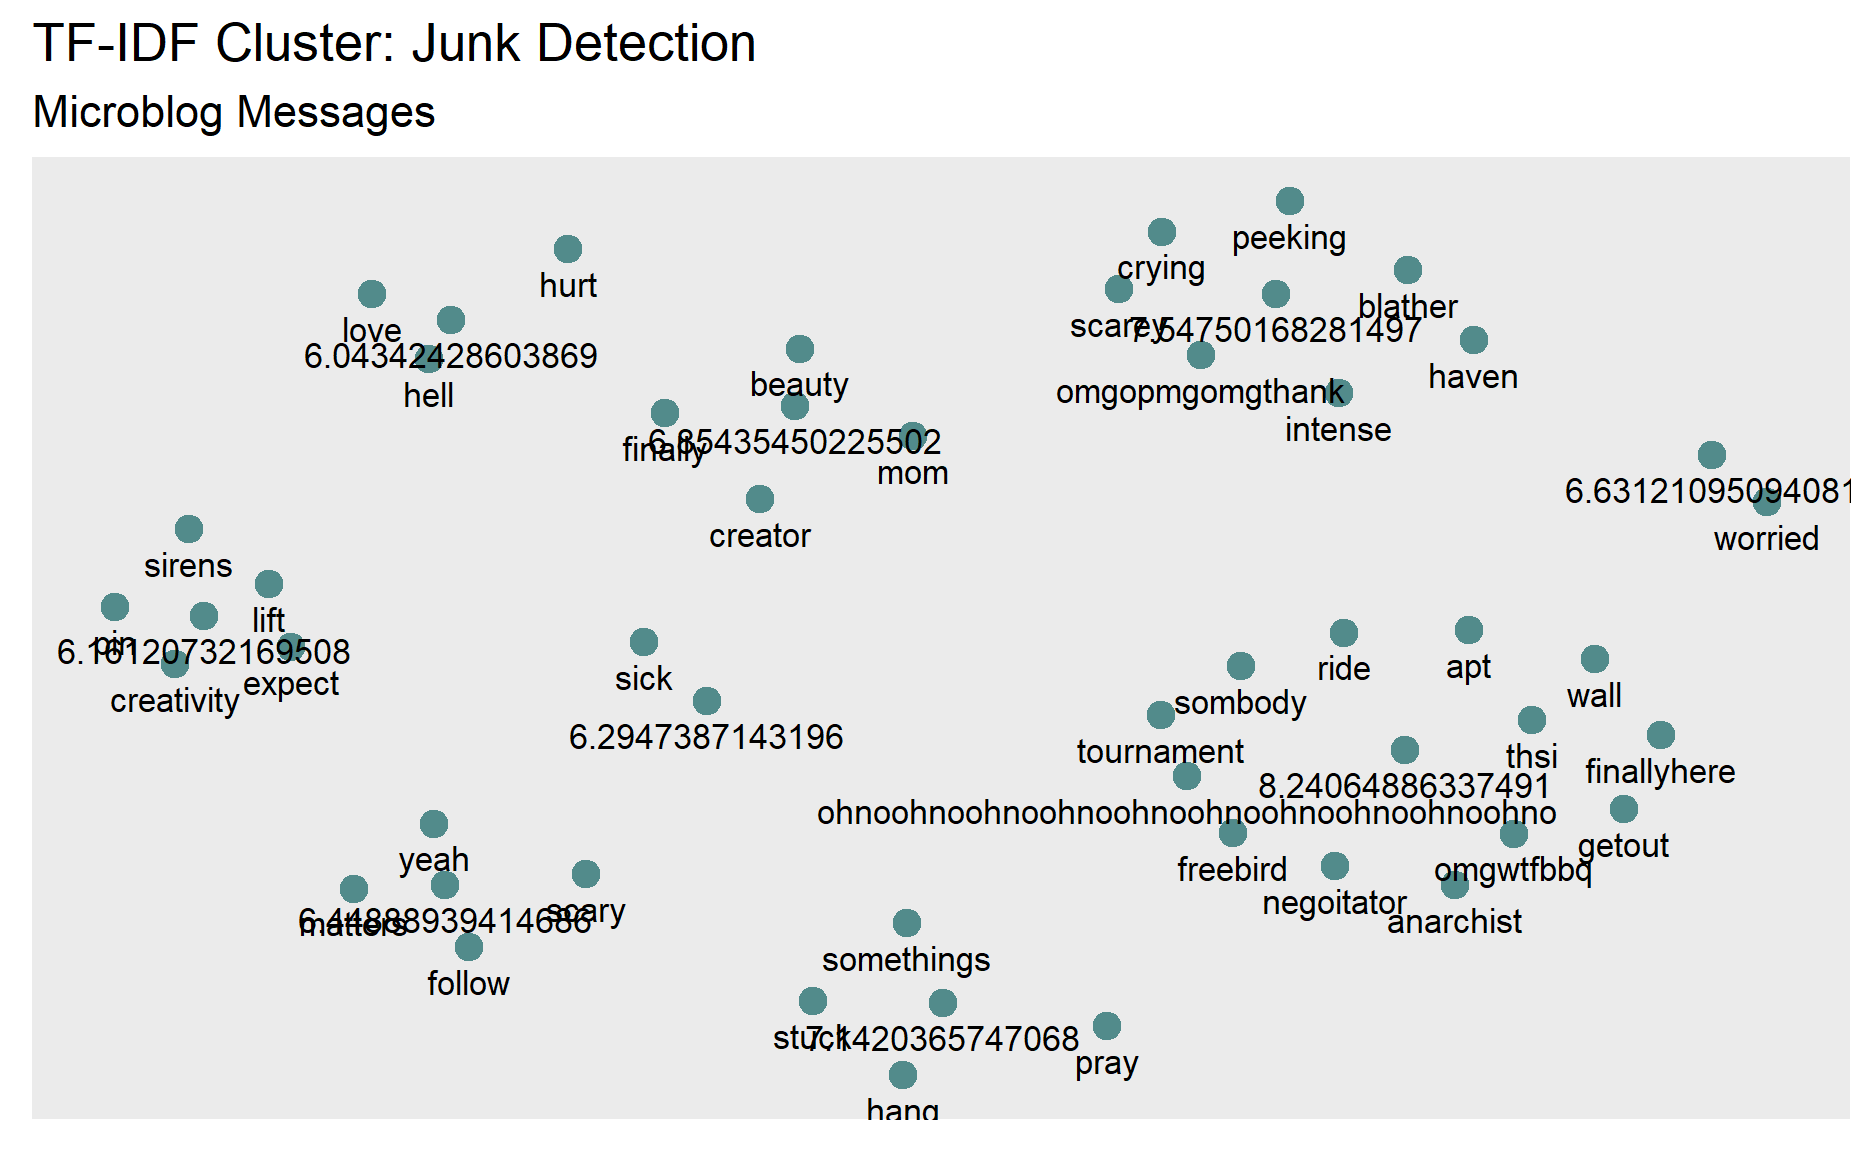 TF-IDF Cluster: Junk Detection
Microblog Messages
peeking
crying
hurt
blather
scarey
7.54750168281497
love
6.04342428603869
haven
beauty
omgopmgomgthank
hell
intense
finally
6.85435450225502
mom
6.63121095094081
creator
worried
sirens
lift
pin
6.16120732169508
ride
apt
sick
expect
wall
creativity
sombody
6.2947387143196
tournament
thsi
finallyhere
8.24064886337491
ohnoohnoohnoohnoohnoohnoohnoohnoohnoohno
getout
yeah
freebird
omgwtfbbq
negoitator
scary
matters
6.44888939414686
anarchist
somethings
follow
stuck
7.1420365747068
pray
hang